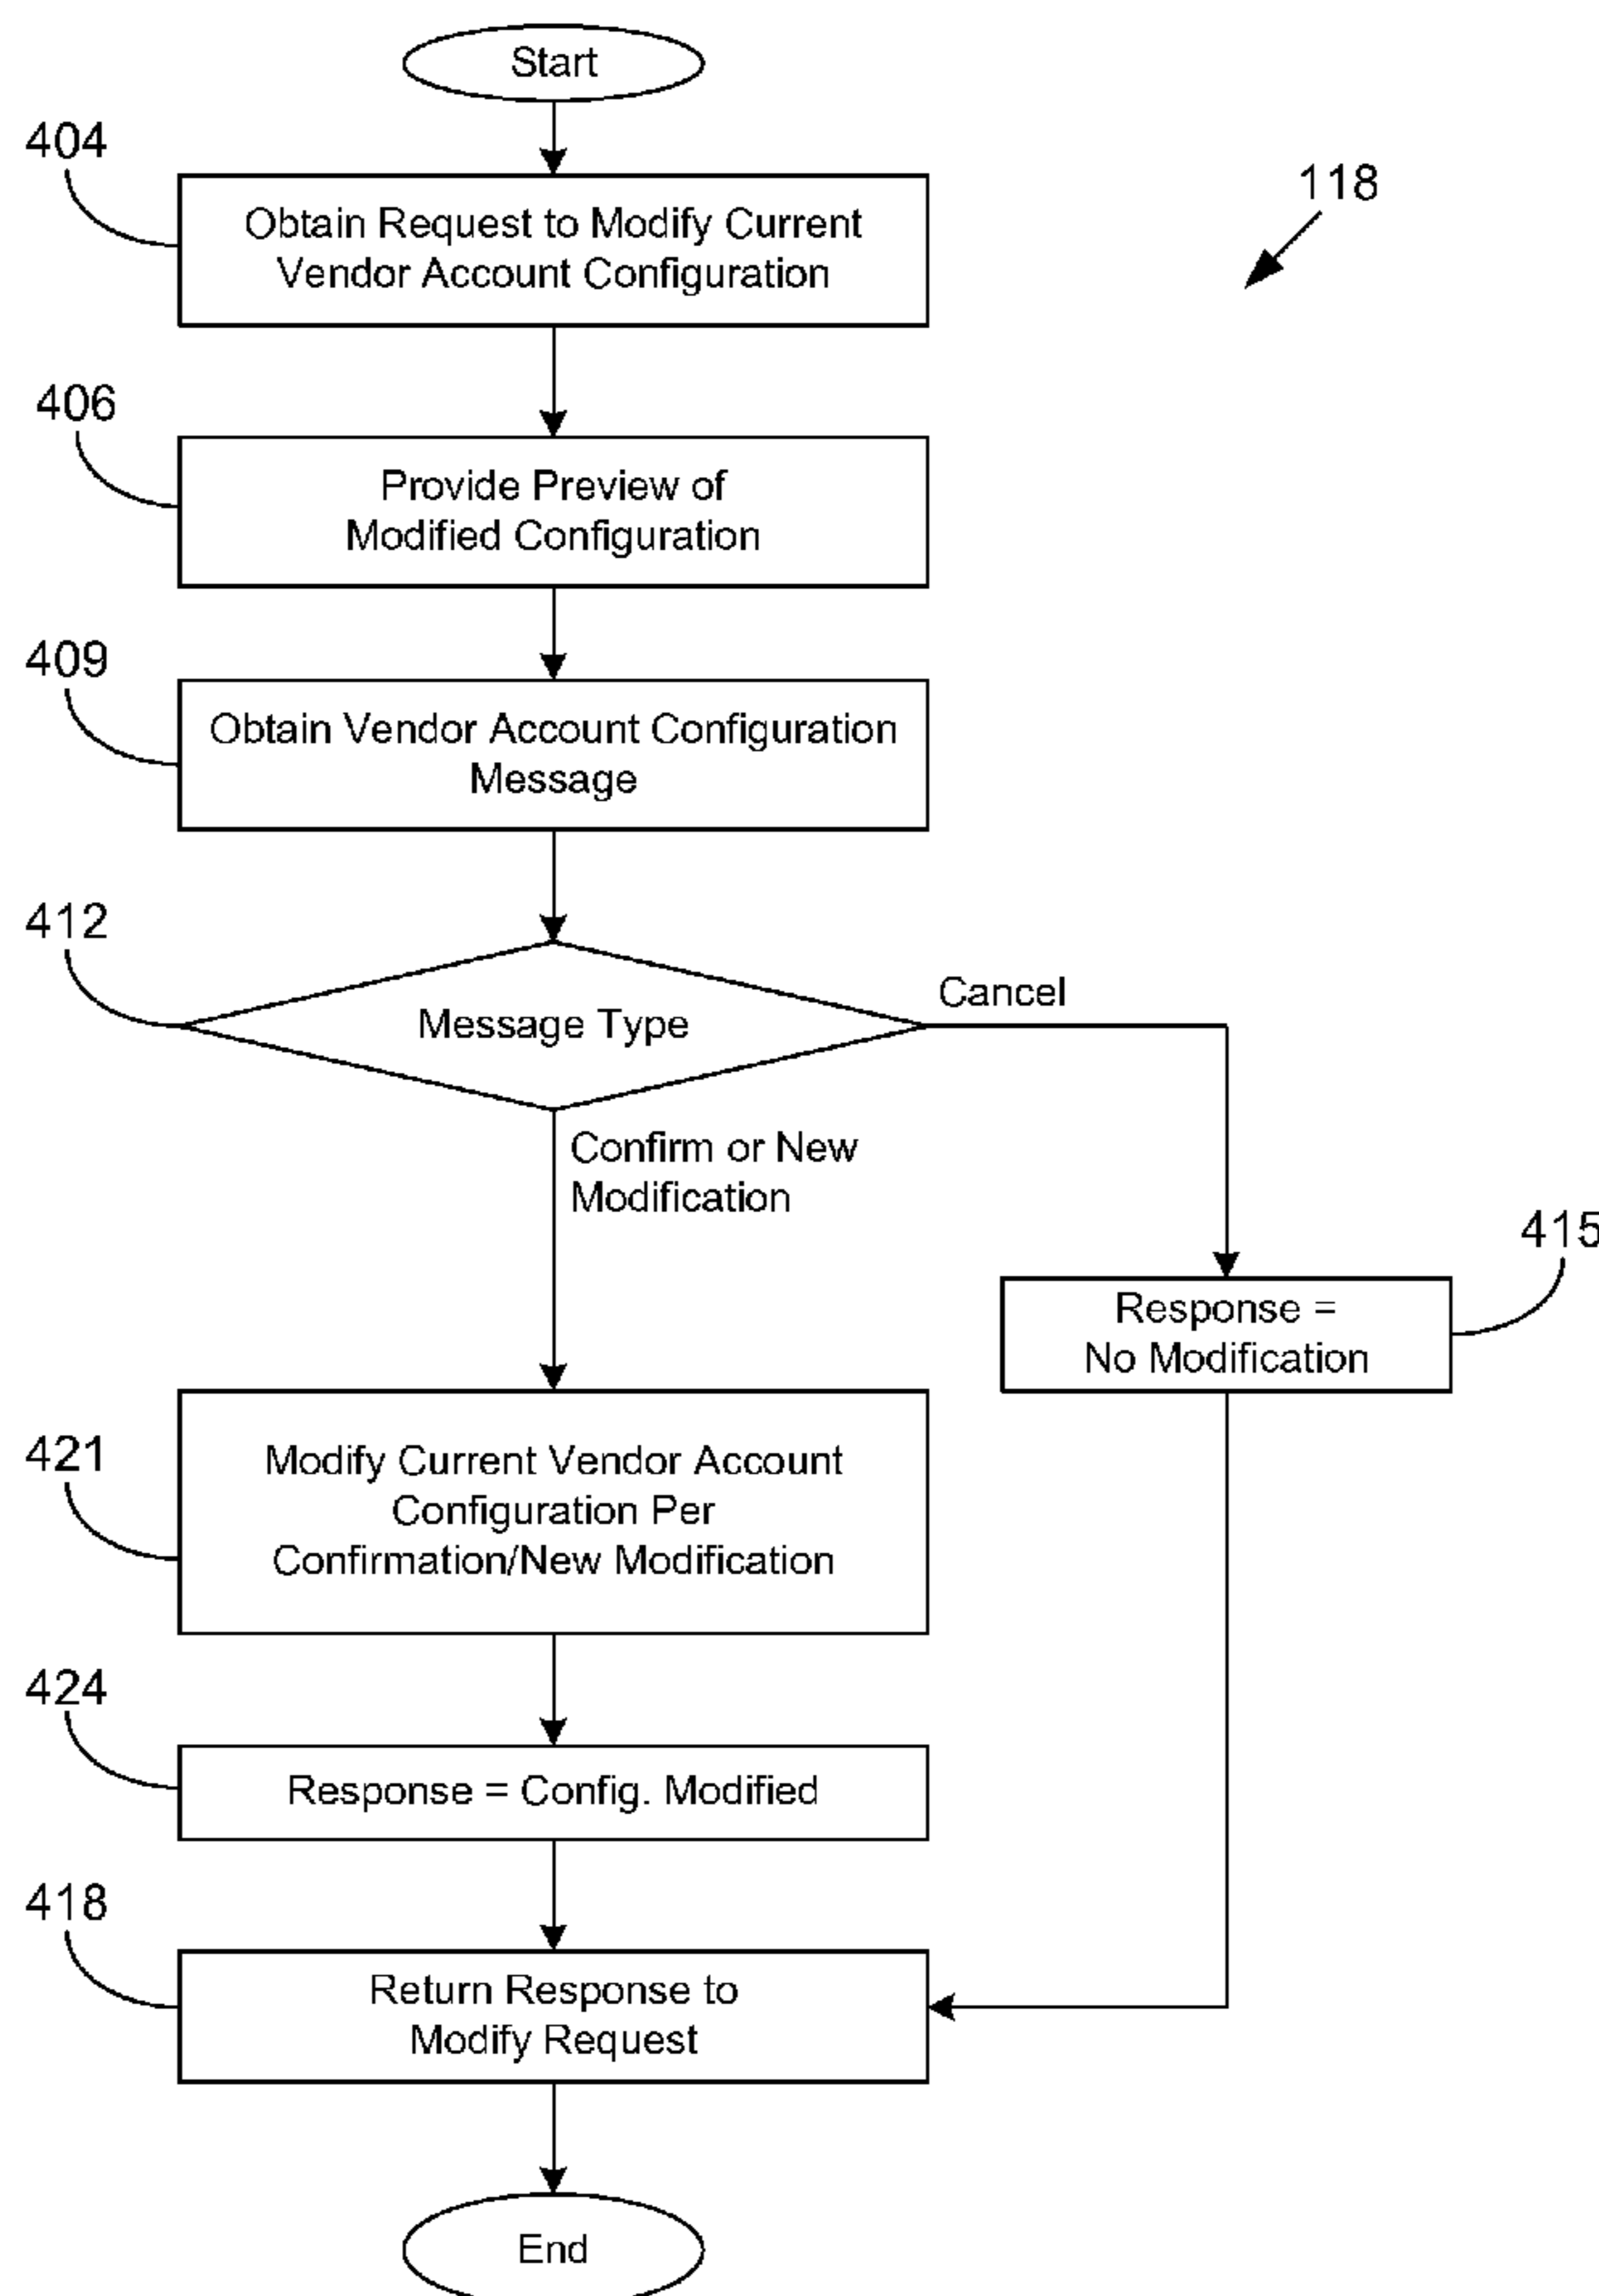 Start
404
118
Obtain Request to Modify Current
Vendor Account Configuration
406
Provide Preview of
Modified Configuration
409
Obtain Vendor Account Configuration
Message
412
Cancel
Message Type
Confirm or New
Modification
415
Response =
No Modification
421
Modify Current Vendor Account
Configuration Per
Confirmation/New Modification
424
Response = Config. Modified
418
Return Response to
Modify Request
End